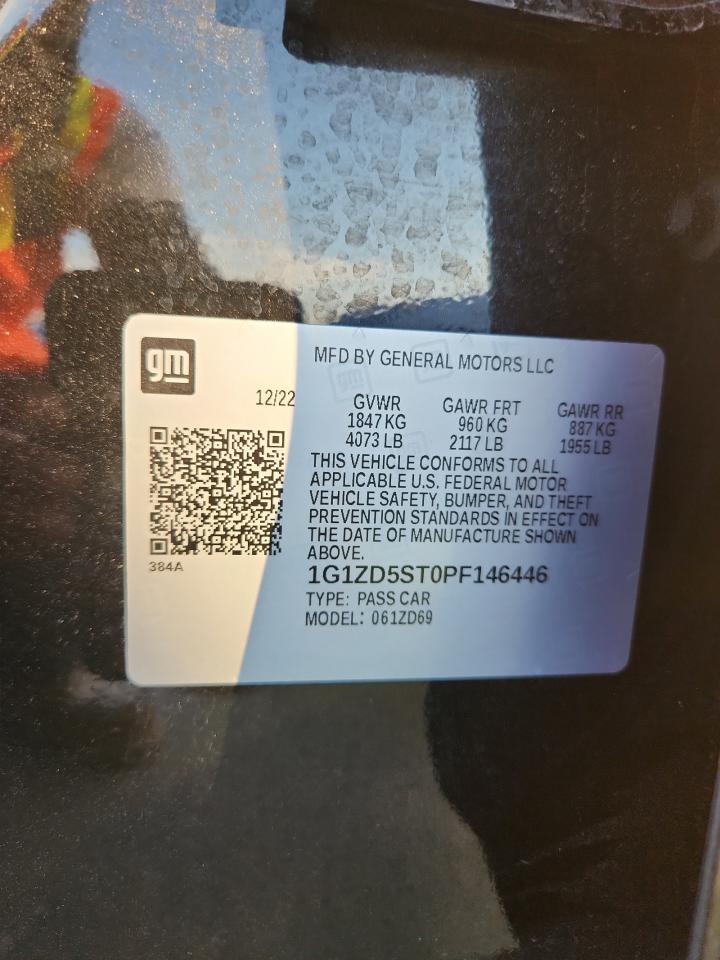 gm
MFD BY GENERAL MOTORS LLC
12/22
GVWR GAWR FRT GAWR RR
1847 KG 960 KG 887 KG
4073 LB 2117 LB 1955 LB
THIS VEHICLE CONFORMS TO ALL
APPLICABLE U.S. FEDERAL MOTOR
VEHICLE SAFETY, BUMPER, AND THEFT
PREVENTION STANDARDS IN EFFECT ON
THE DATE OF MANUFACTURE SHOWN
ABOVE.
384A
1G1ZD5ST0PF146446
TYPE: PASS CAR
MODEL: 061ZD69